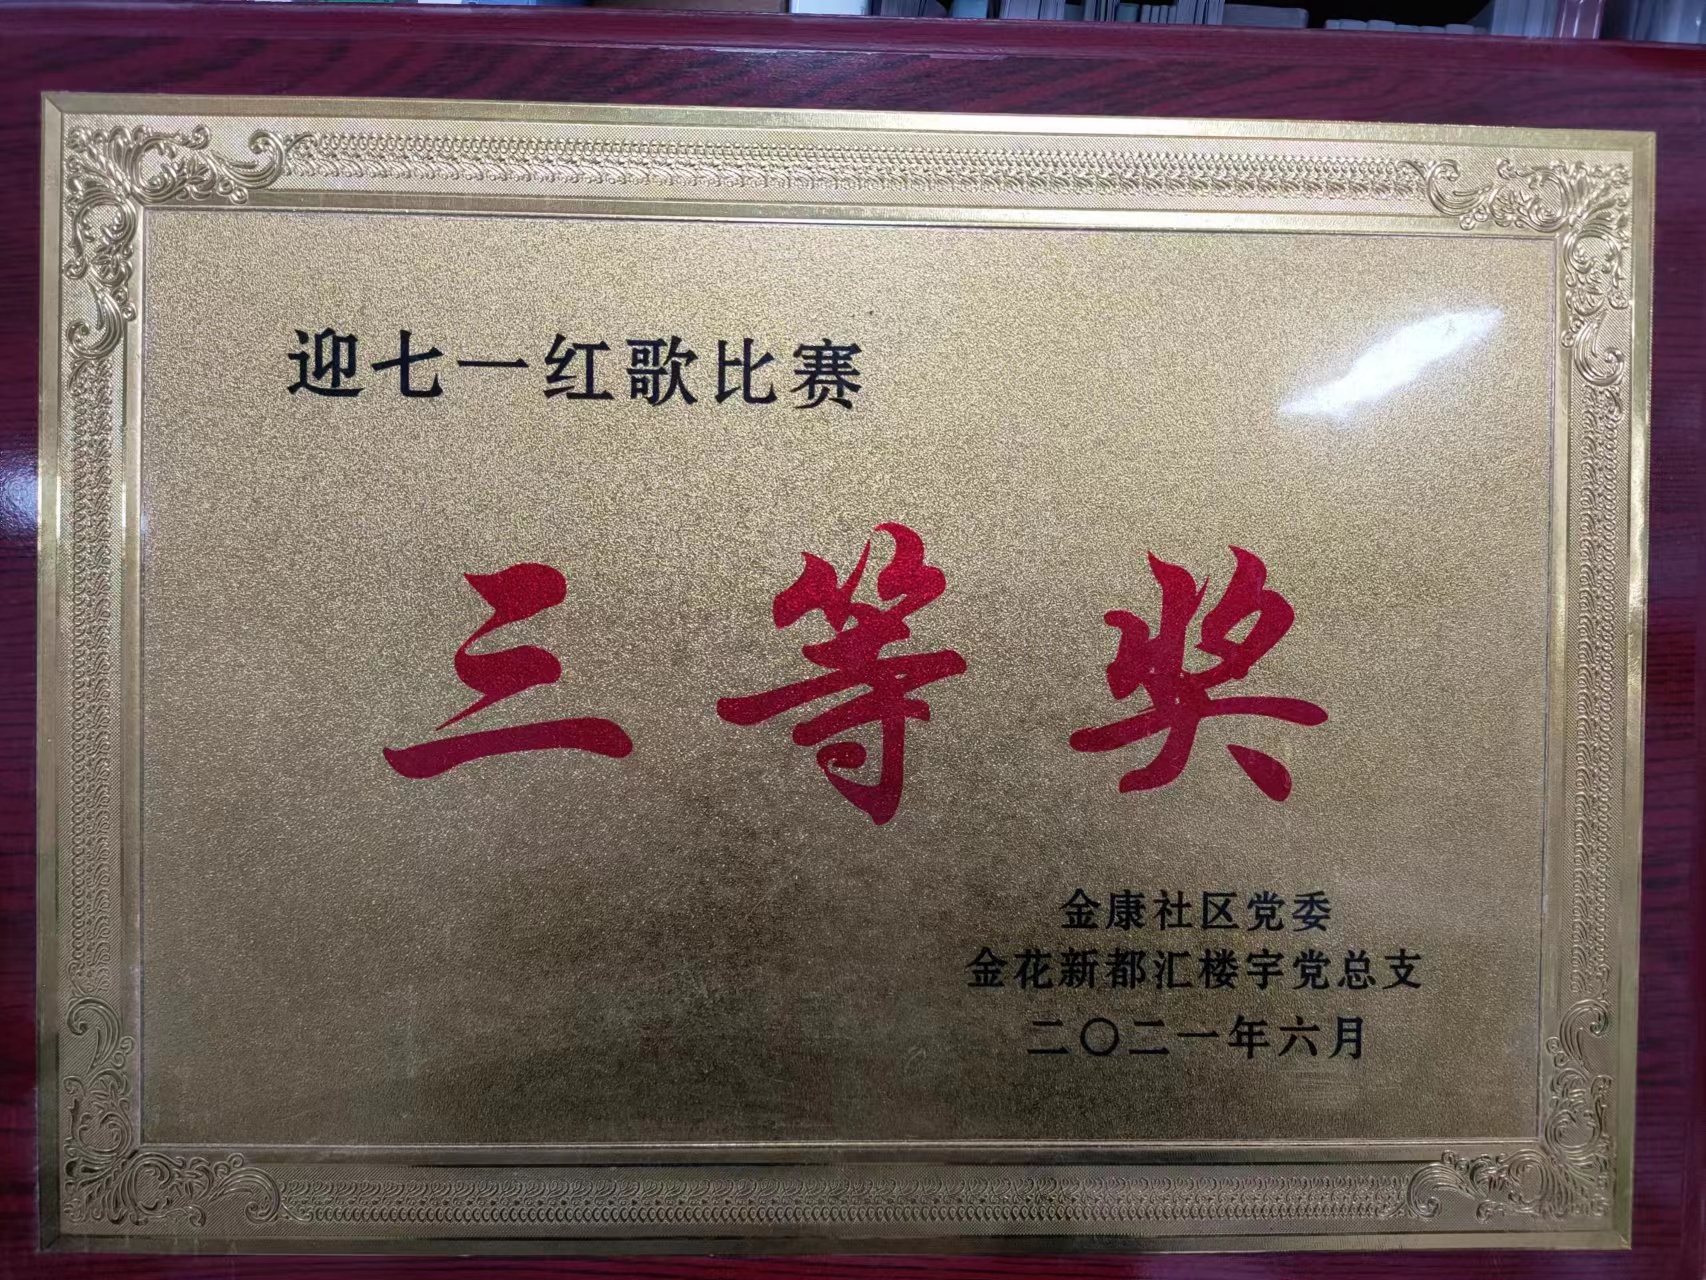 迎七一红歌比赛
三等奖
金康社区党委
金花新都汇楼宇党总支
二〇二一年六月